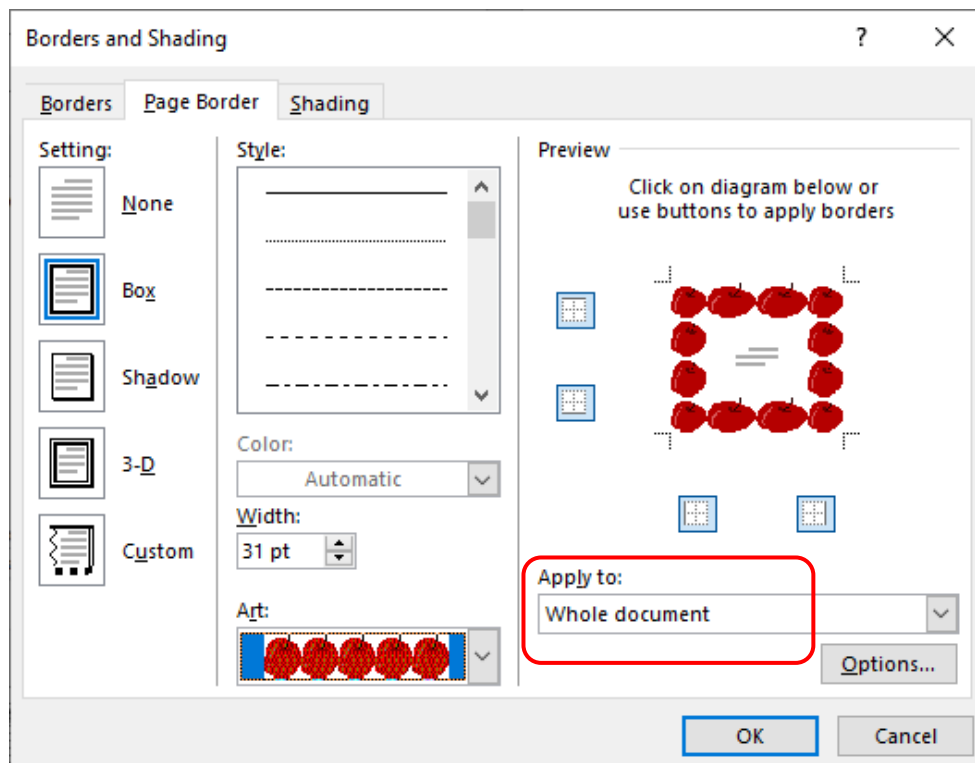 Borders and Shading
?
Borders
Page Border
Shading
Setting:
None
Box
Shadow
3-D
Custom
Style:
Color:
Automatic
Width:
31 pt
Art:
Preview
Click on diagram below or
use buttons to apply borders
Apply to:
Whole document
Options...
OK
Cancel